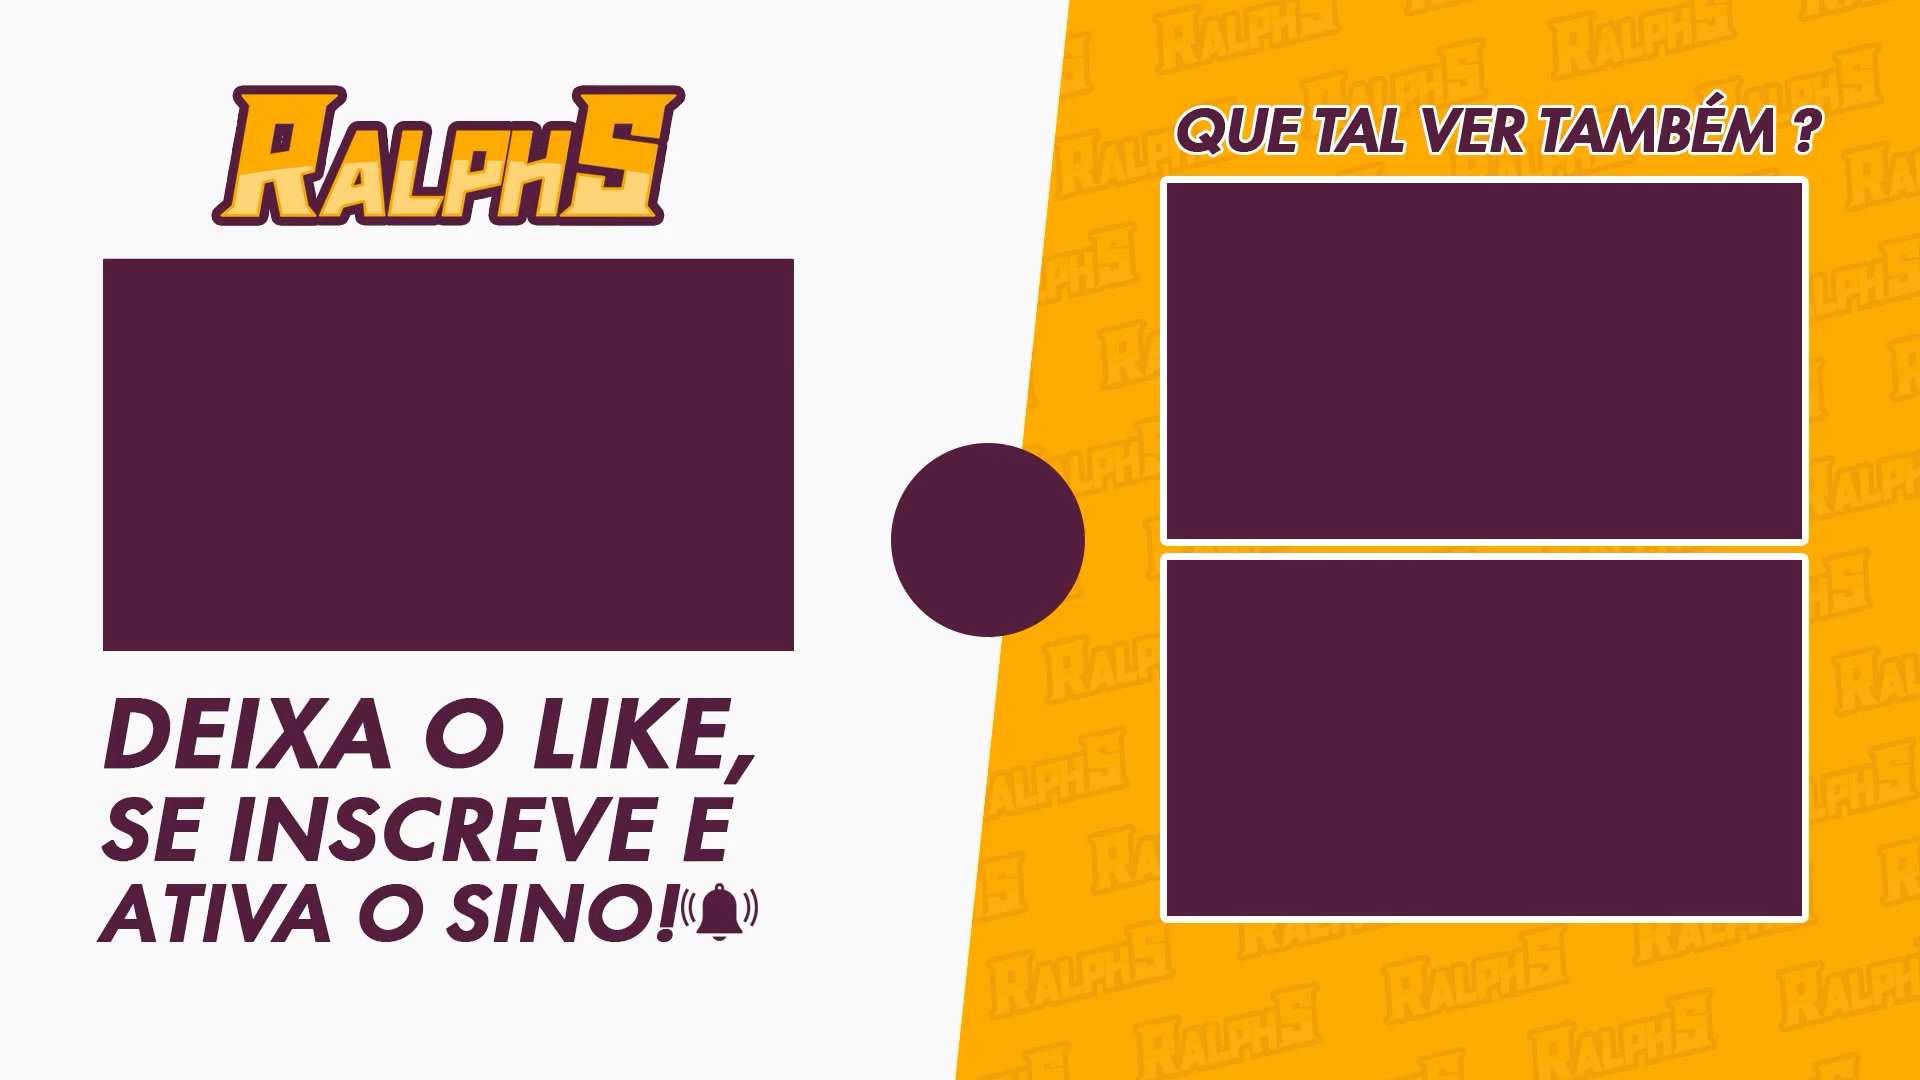 RALPHS
DEIXA O LIKE,
SE INSCREVE E
ATIVA O SINO!
QUE TAL VER TAMBÉM ?